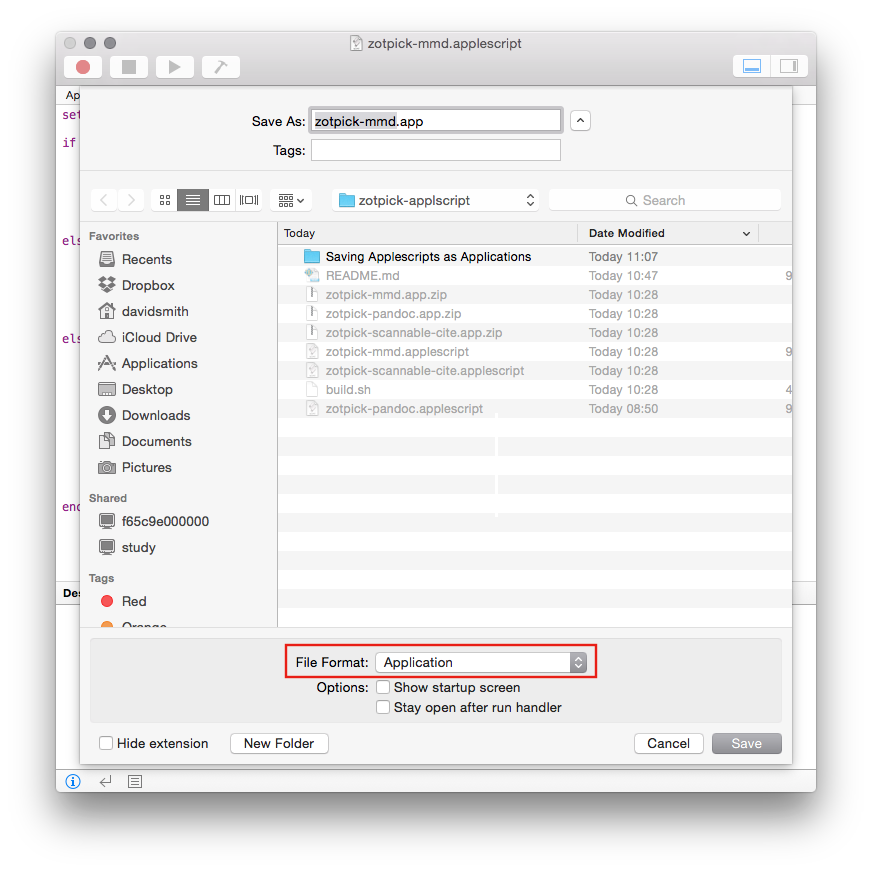 zotpick-mmd.applescript
Ap
set
if
els
els
end
Des
Save As: zotpick-mmd.app
Tags:
zotpick-applscript
Search
Favorites
Recents
Dropbox
davidsmith
iCloud Drive
Applications
Desktop
Downloads
Documents
Pictures
Shared
f65c9e000000
study
Tags
Red
Orange
Today Date Modified
Saving Applescripts as Applications Today 11:07
README.md Today 10:47 9
zotpick-mmd.app.zip Today 10:28
zotpick-pandoc.app.zip Today 10:28
zotpick-scannable-cite.app.zip Today 10:28
zotpick-mmd.applescript Today 10:28 9
zotpick-scannable-cite.applescript Today 10:28
build.sh Today 10:28 4
zotpick-pandoc.applescript Today 08:50 9
File Format: Application
Options: Show startup screen
Stay open after run handler
Hide extension New Folder Cancel Save